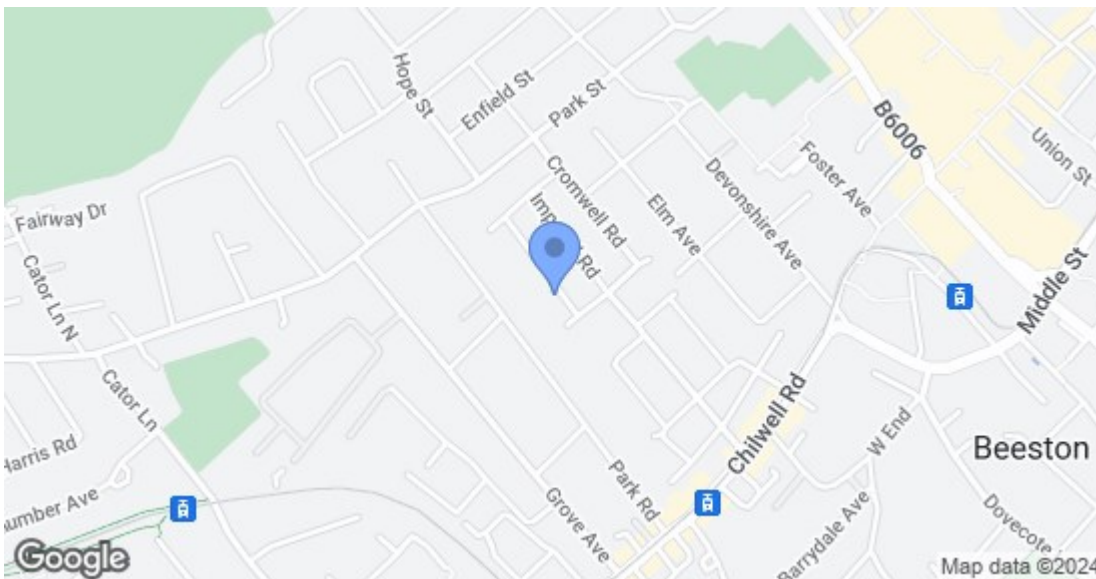 Hope St
Enfield St
Park St
B6006
Union St
Foster Ave
Cromwell Rd
Devonshire Ave
Elm Ave
Rd
Fairway Dr
Cator Ln N
Middle St
Cator Ln
Chilwell Rd
W End
Beeston
Harris Rd
Park Rd
Grove Ave
Barrydale Ave
Ave
Google
Map data ©2024